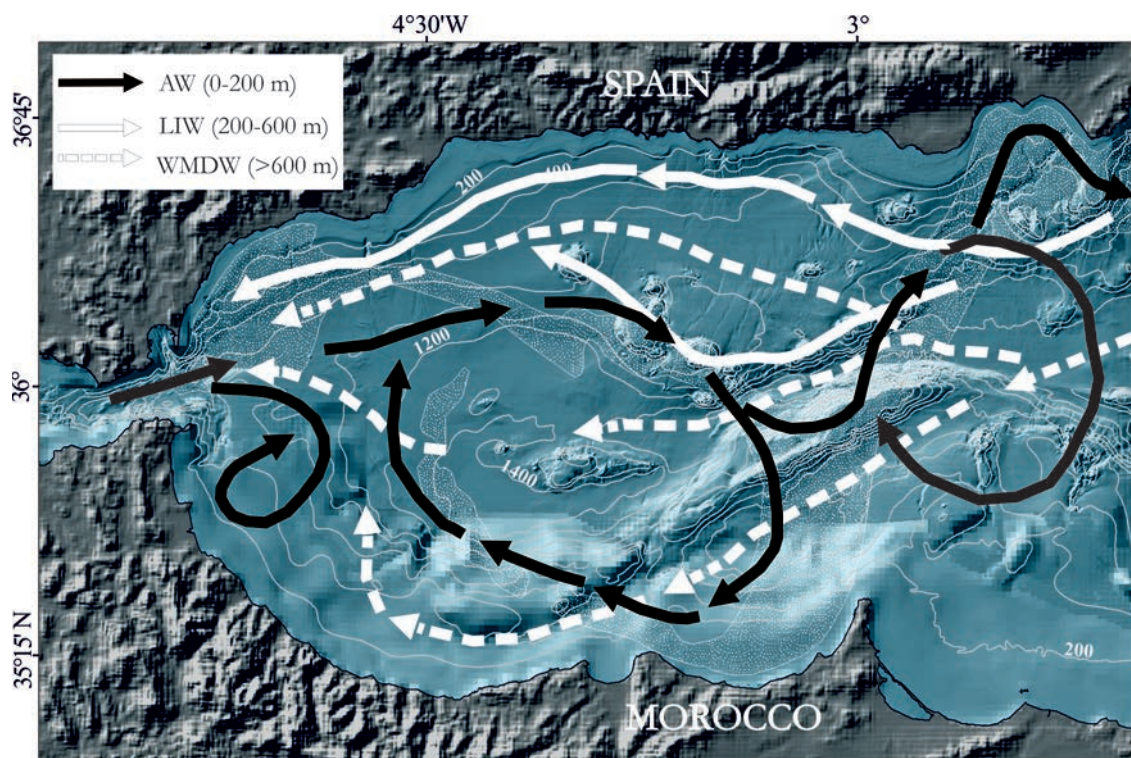 4°30'W
3°
36°45'
36°
35°15' N
AW (0-200 m)
LIW (200-600 m)
WMDW (>600 m)
SPAIN
200
400
1200
1400
200
MOROCCO